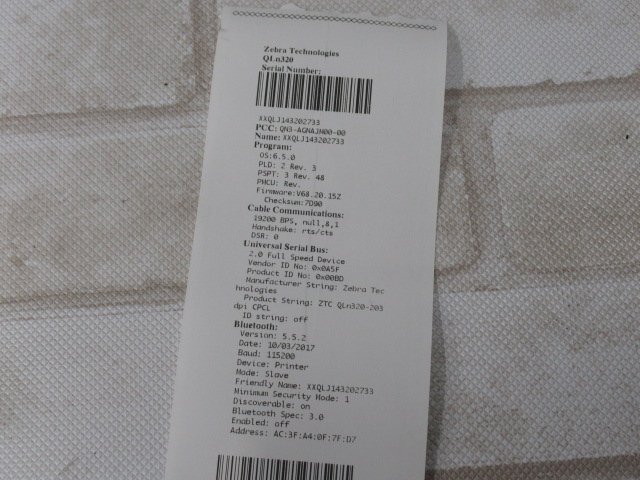 Zebra Technologies
QLn320
Serial Number:
XXQLJ143202733
PCC: QN3-AGNAJM00-00
Name: XXQLJ143202733
Program:
OS:6.5.0
PLD: 2 Rev. 3
PSPT: 3 Rev. 48
PHCU: Rev.
Firmware:V68.20.15Z
Checksum:7D90
Cable Communications:
19200 BPS, null,8,1
Handshake: rts/cts
DSR: 0
Universal Serial Bus:
2.0 Full Speed Device
Vendor ID No: 0x0A5F
Product ID No: 0x00BD
Manufacturer String: Zebra Tec
hnologies
Product String: ZTC QLn320-203
dpi CPCL
ID string: off
Bluetooth:
Version: 5.5.2
Date: 10/03/2017
Baud: 115200
Device: Printer
Mode: Slave
Friendly Name: XXQLJ143202733
Minimum Security Mode: 1
Discoverable: on
Bluetooth Spec: 3.0
Enabled: off
Address: AC:3F:A4:0F:7F:D7